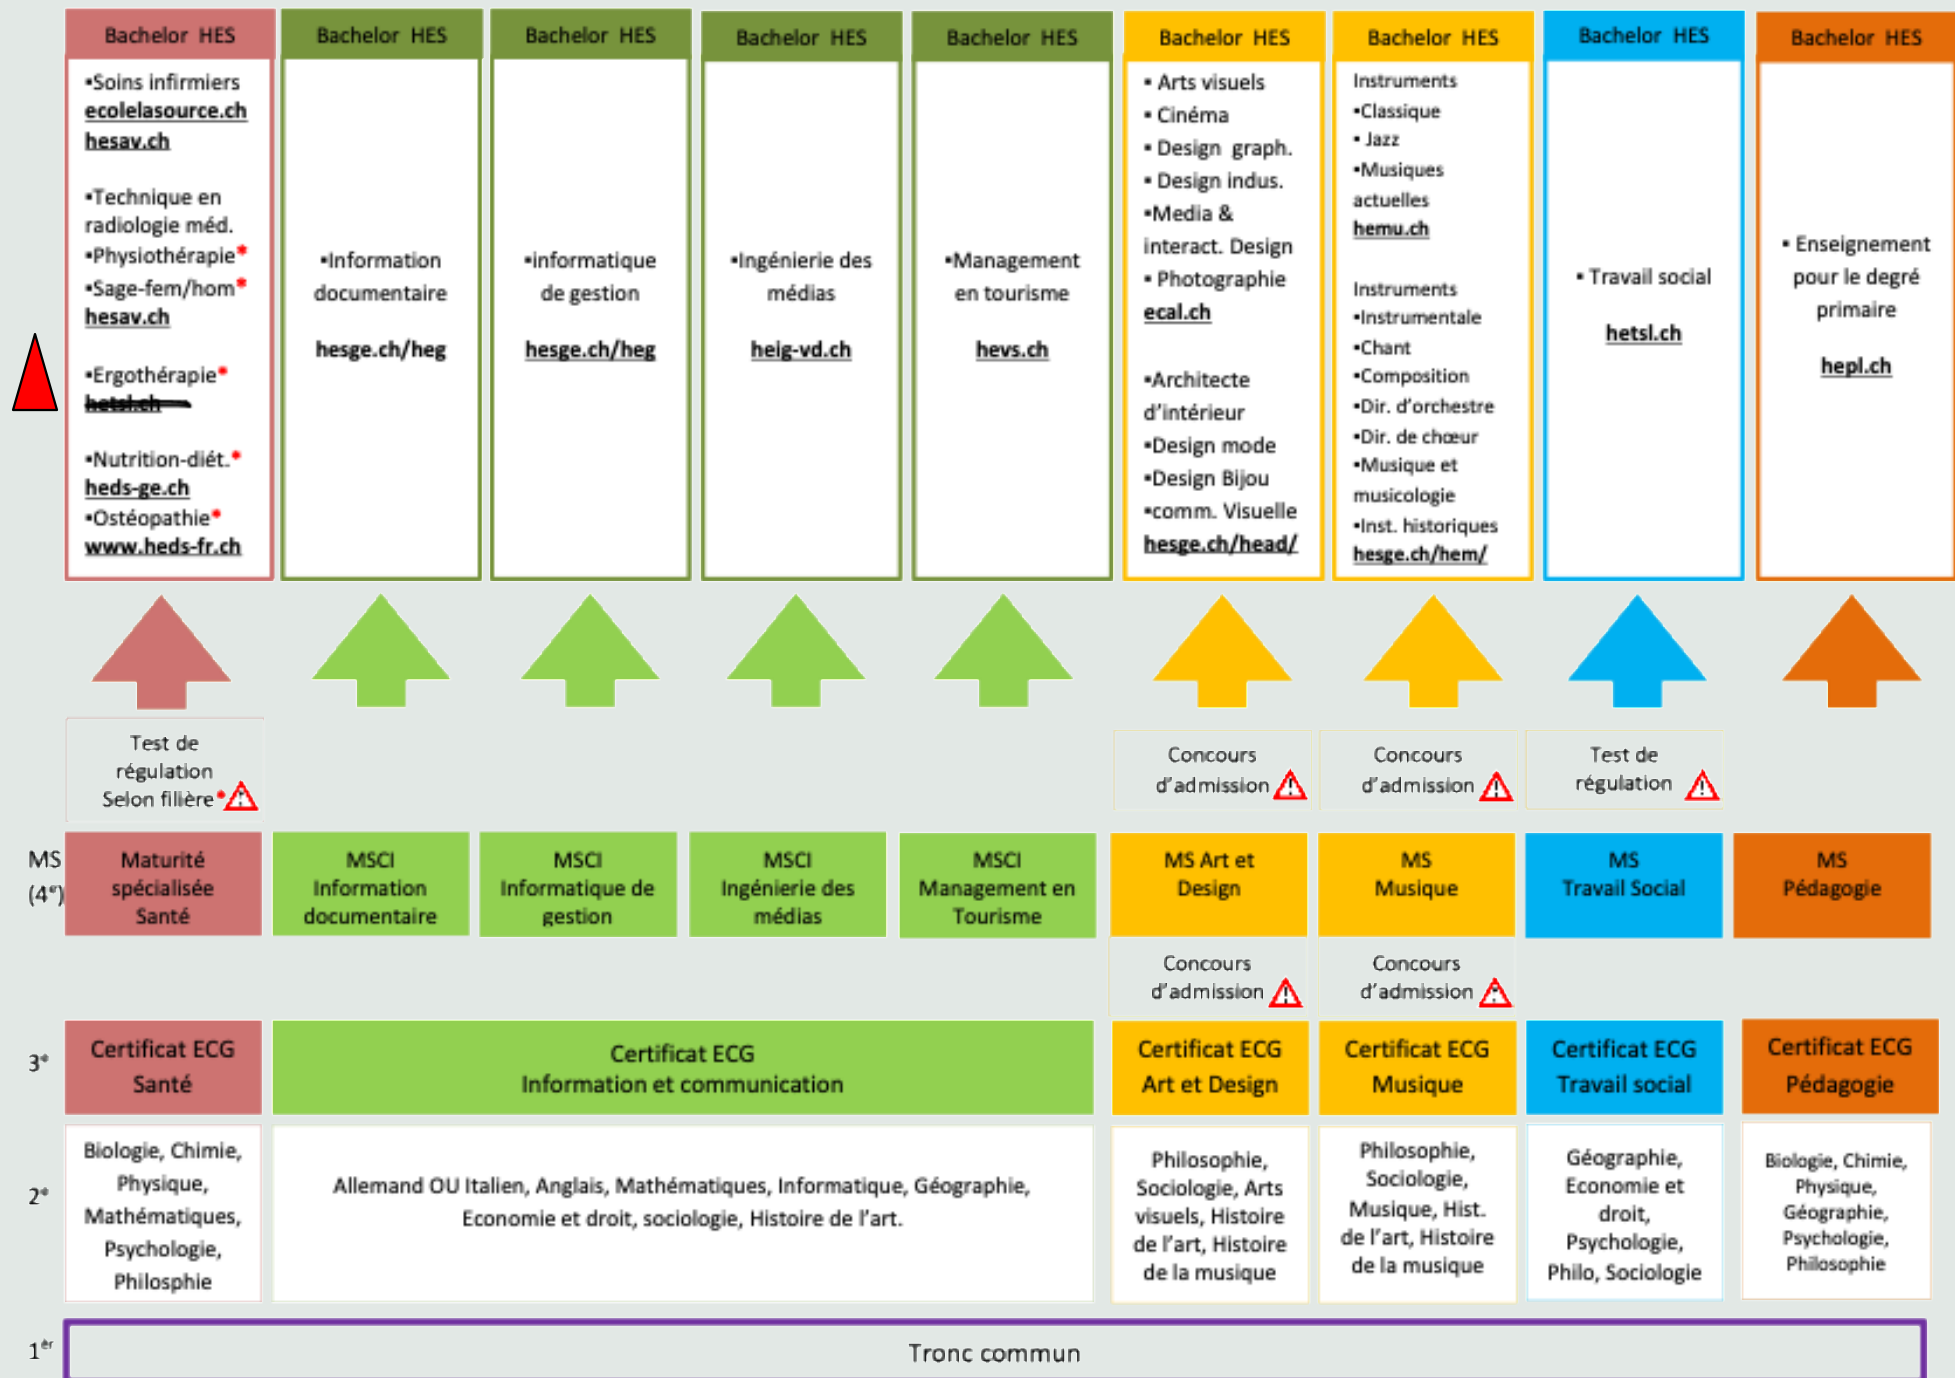 Bachelor HES
▪Soins infirmiers
ecolelasource.ch
hesav.ch
▪Technique en
radiologie méd.
▪Physiothérapie*
▪Sage-fem/hom*
hesav.ch
▪Ergothérapie*
hetsl.ch
▪Nutrition-diét.*
heds-ge.ch
▪Ostéopathie*
www.heds-fr.ch
Bachelor HES
▪Information
documentaire
hesge.ch/heg
Bachelor HES
▪informatique
de gestion
hesge.ch/heg
Bachelor HES
▪Ingénierie des
médias
heig-vd.ch
Bachelor HES
▪Management
en tourisme
hevs.ch
Bachelor HES
▪ Arts visuels
▪ Cinéma
▪ Design graph.
▪ Design indus.
▪Media &
interact. Design
▪ Photographie
ecal.ch
▪Architecte
d'intérieur
▪Design mode
▪Design Bijou
▪comm. Visuelle
hesge.ch/head/
Bachelor HES
Instruments
▪Classique
▪ Jazz
▪Musiques
actuelles
hemu.ch
Instruments
▪Instrumentale
▪Chant
▪Composition
▪Dir. d'orchestre
▪Dir. de chœur
▪Musique et
musicologie
▪Inst. historiques
hesge.ch/hem/
Bachelor HES
▪ Travail social
hetsl.ch
Bachelor HES
▪ Enseignement
pour le degré
primaire
hepl.ch
Test de
régulation
Selon filière*
Concours
d'admission
Concours
d'admission
Test de
régulation
MS
(4e)
Maturité
spécialisée
Santé
MSCI
Information
documentaire
MSCI
Informatique de
gestion
MSCI
Ingénierie des
médias
MSCI
Management en
Tourisme
MS Art et
Design
MS
Musique
MS
Travail Social
MS
Pédagogie
Concours
d'admission
Concours
d'admission
3e
Certificat ECG
Santé
Certificat ECG
Information et communication
Certificat ECG
Art et Design
Certificat ECG
Musique
Certificat ECG
Travail social
Certificat ECG
Pédagogie
2e
Biologie, Chimie,
Physique,
Mathématiques,
Psychologie,
Philosphie
Allemand OU Italien, Anglais, Mathématiques, Informatique, Géographie,
Economie et droit, sociologie, Histoire de l'art.
Philosophie,
Sociologie, Arts
visuels, Histoire
de l'art, Histoire
de la musique
Philosophie,
Sociologie,
Musique, Hist.
de l'art, Histoire
de la musique
Géographie,
Economie et
droit,
Psychologie,
Philo, Sociologie
Biologie, Chimie,
Physique,
Géographie,
Psychologie,
Philosophie
1èr
Tronc commun